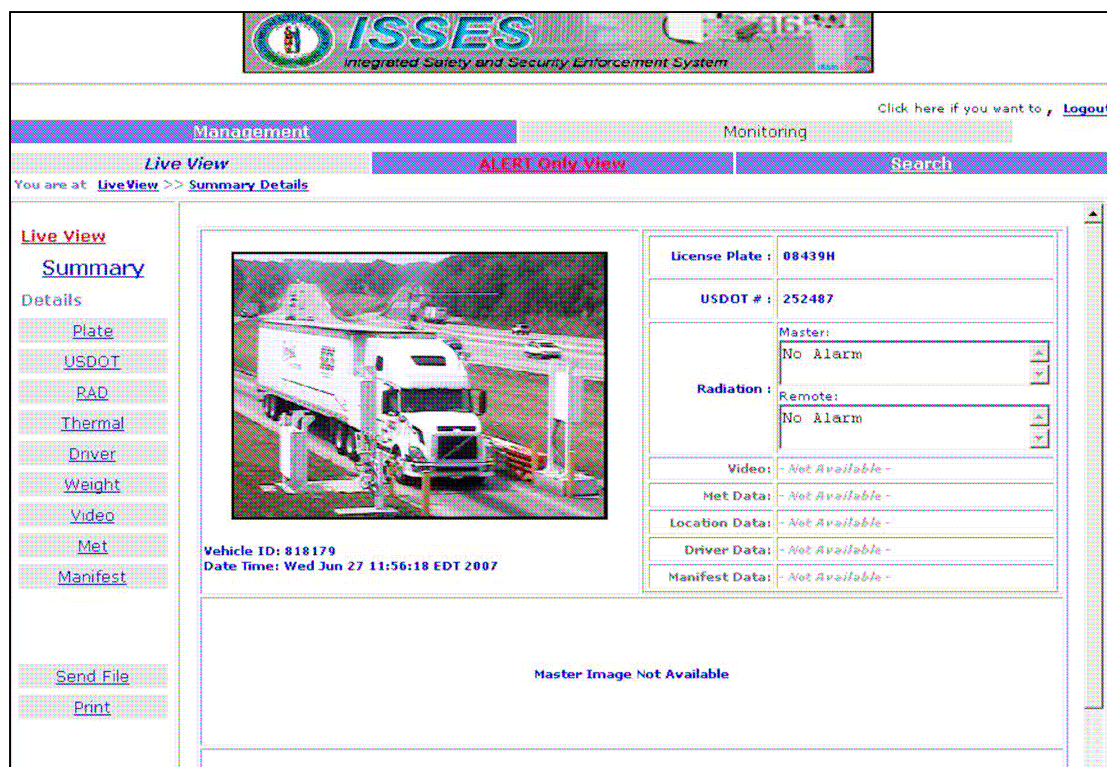 ISSES
Integrated Safety and Security Enforcement System
Click here if you want to , Logout
Management
Monitoring
Live View
ALERT Only View
Search
You are at LiveView >> Summary Details
Live View
Summary
Details
Plate
USDOT
RAD
Thermal
Driver
Weight
Video
Met
Manifest
Send File
Print
Vehicle ID: 818179
Date Time: Wed Jun 27 11:56:18 EDT 2007
License Plate : 08439H
USDOT # : 252487
Radiation :
Master:
No Alarm
Remote:
No Alarm
Video: - Not Available -
Met Data: - Not Available -
Location Data: - Not Available -
Driver Data: - Not Available -
Manifest Data: - Not Available -
Master Image Not Available